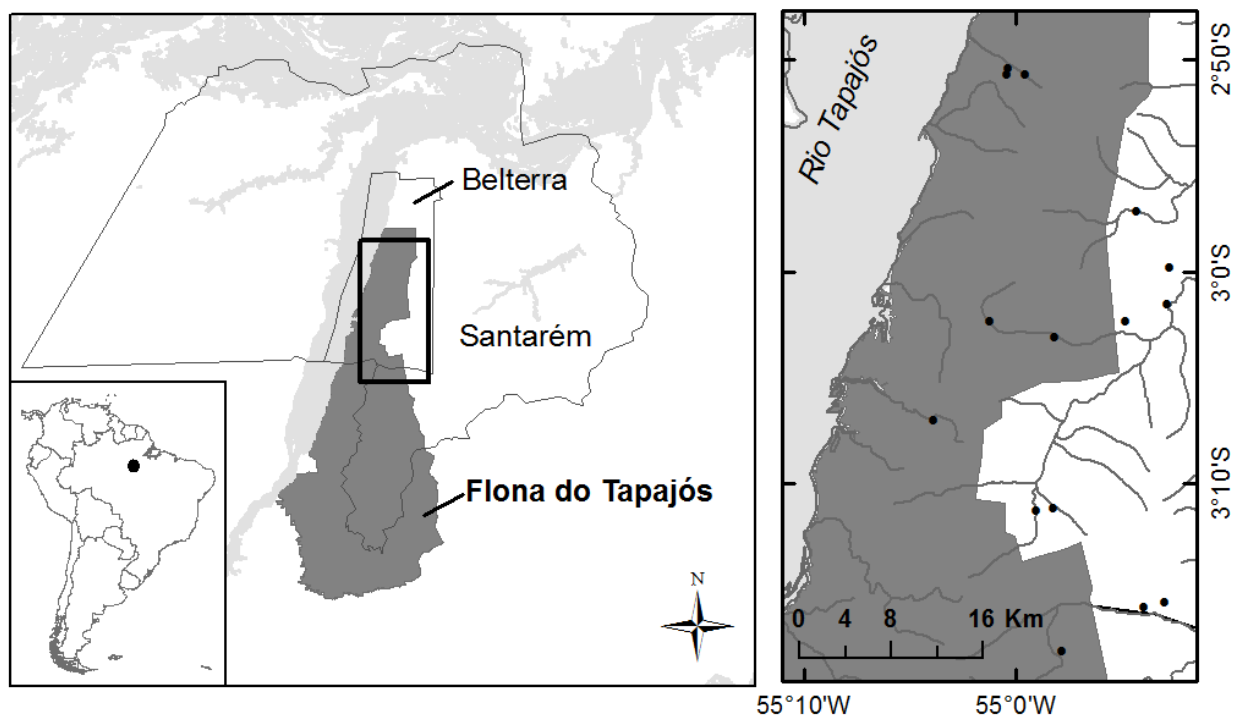 Belterra
Santarém
Flona do Tapajós
N
Rio Tapajós
2°50'S
3°0'S
3°10'S
0 4 8 16 Km
55°10'W 55°0'W